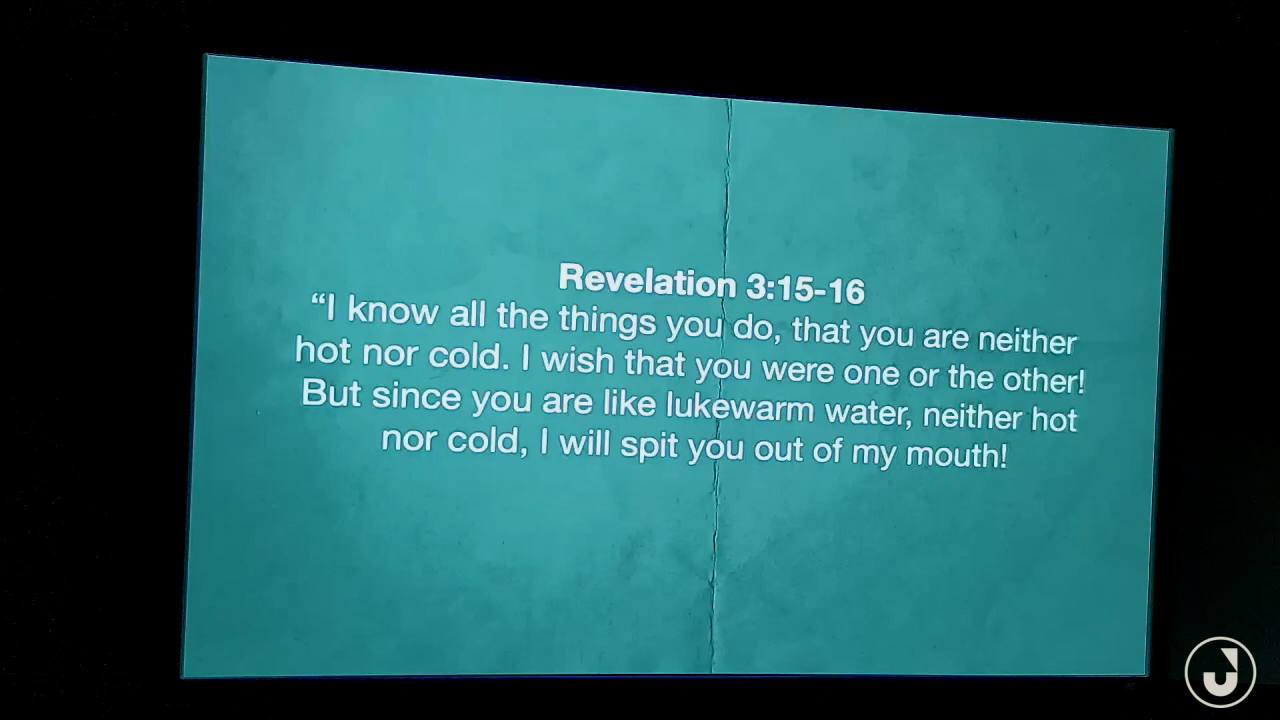 Revelation 3:15-16
“I know all the things you do, that you are neither
hot nor cold. I wish that you were one or the other!
But since you are like lukewarm water, neither hot
nor cold, I will spit you out of my mouth!